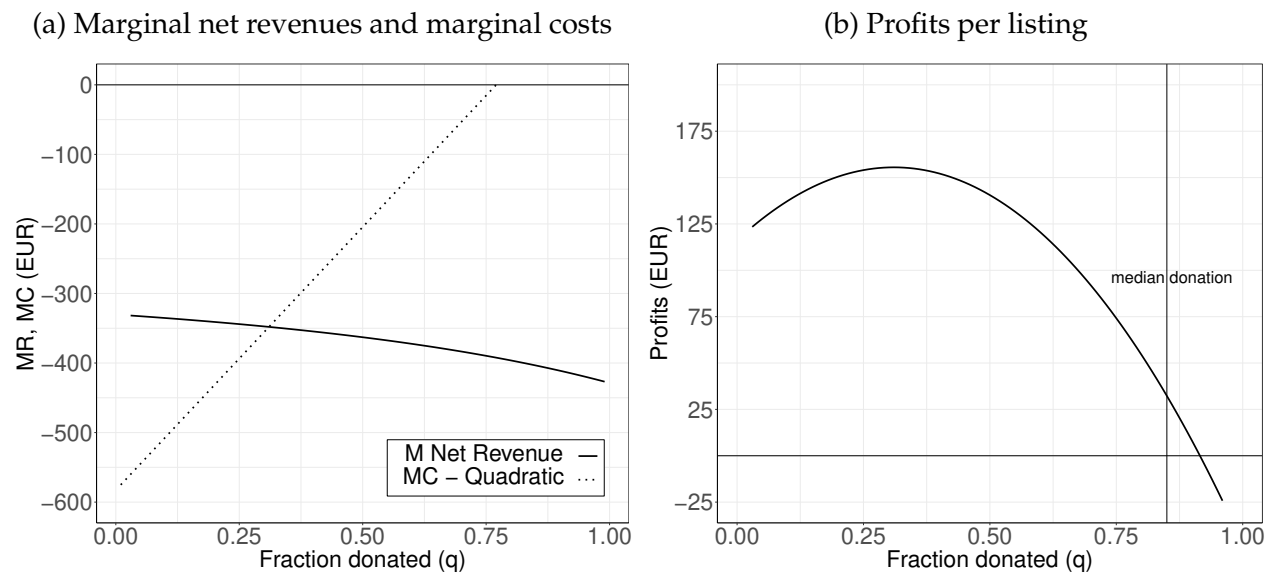 (a) Marginal net revenues and marginal costs
0
−100
−200
−300
−400
−500
−600
MR, MC (EUR)
M Net Revenue
MC − Quadratic
0.00 0.25 0.50 0.75 1.00
Fraction donated (q)
(b) Profits per listing
175
125
75
25
−25
Profits (EUR)
median donation
0.00 0.25 0.50 0.75 1.00
Fraction donated (q)